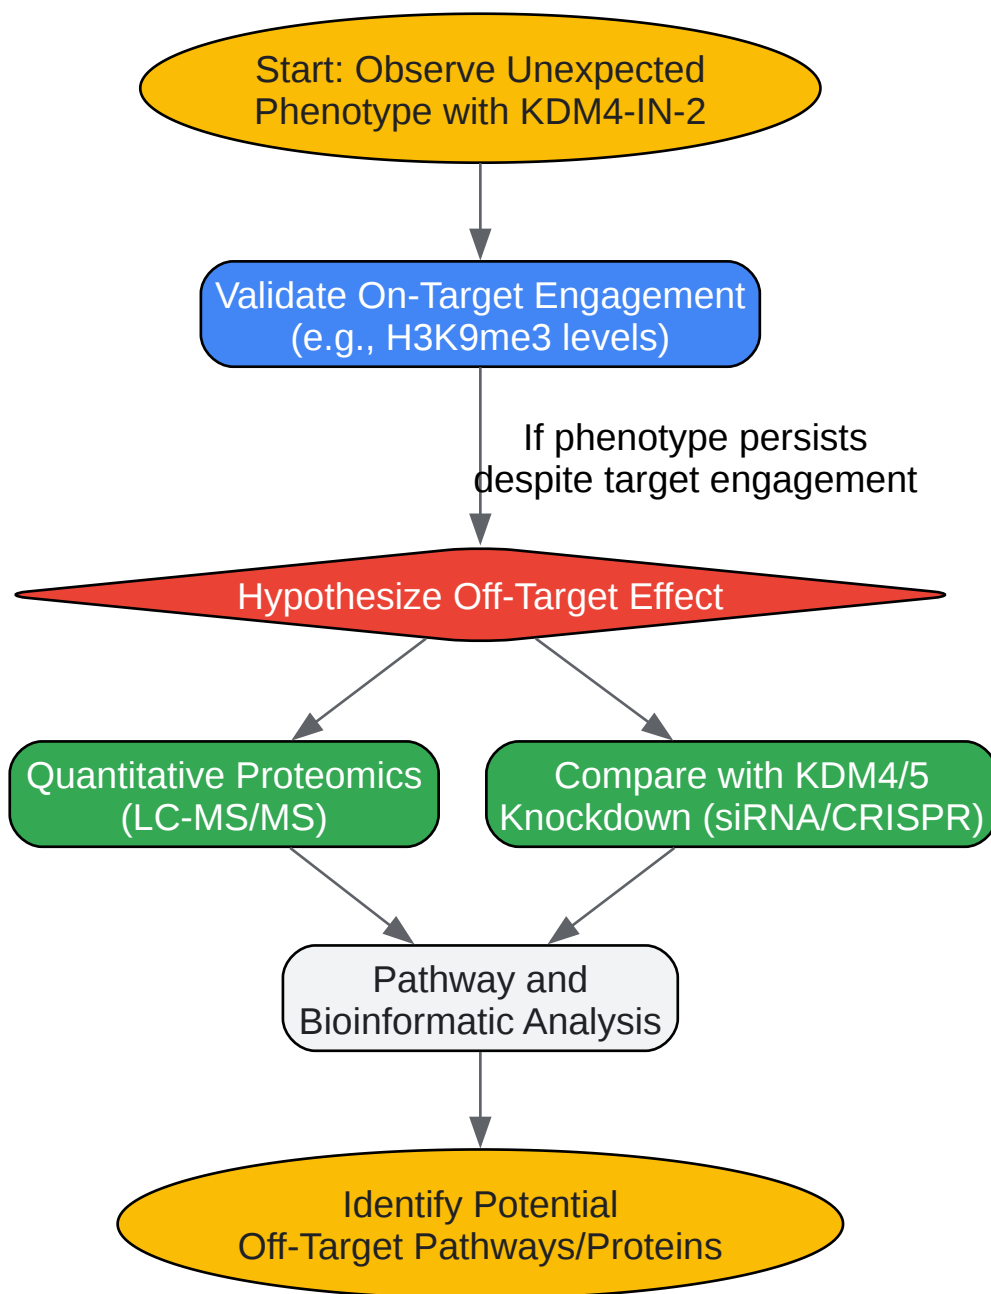 Start: Observe Unexpected
Phenotype with KDM4-IN-2
Validate On-Target Engagement
(e.g., H3K9me3 levels)
If phenotype persists
despite target engagement
Hypothesize Off-Target Effect
Quantitative Proteomics
(LC-MS/MS)
Compare with KDM4/5
Knockdown (siRNA/CRISPR)
Pathway and
Bioinformatic Analysis
Identify Potential
Off-Target Pathways/Proteins